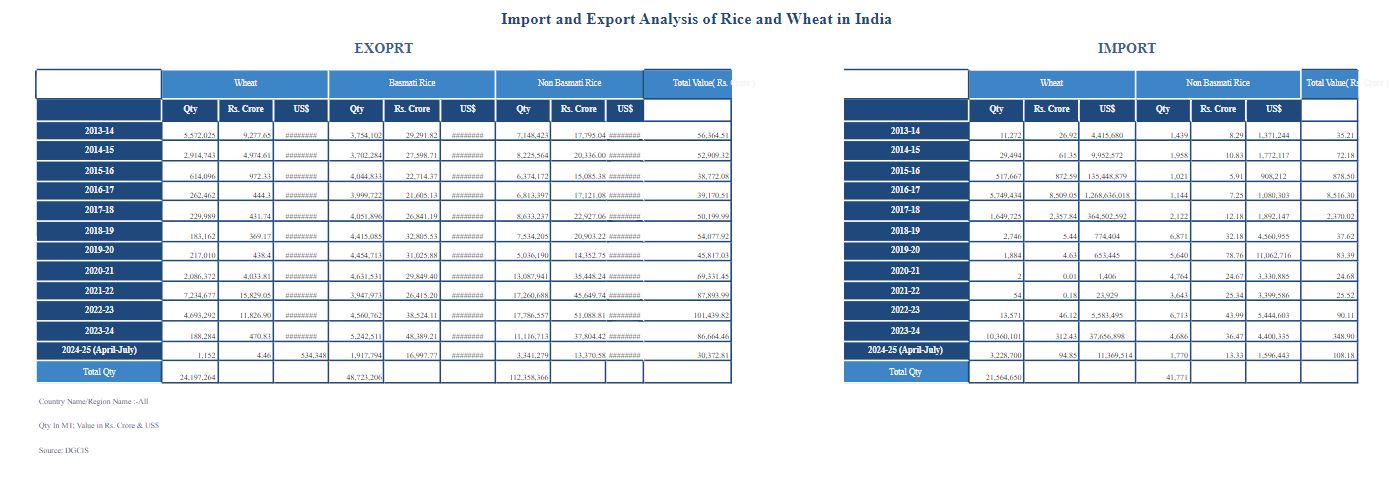 Import and Export Analysis of Rice and Wheat in India
EXOPRT
Wheat Basmati Rice Non Basmati Rice Total Value( Rs. Crore )
Qty Rs. Crore US$ Qty Rs. Crore US$ Qty Rs. Crore US$
2013-14 5,572,025 9,277.65 ######## 3,754,102 29,291.82 ######## 7,148,423 17,795.04 ######## 56,364.51
2014-15 2,914,743 4,974.61 ######## 3,702,284 27,598.71 ######## 8,225,564 20,336.00 ######## 52,909.32
2015-16 614,096 972.33 ######## 4,044,833 22,714.37 ######## 6,374,172 15,085.38 ######## 38,772.08
2016-17 262,462 444.3 ######## 3,999,722 21,605.13 ######## 6,813,397 17,121.08 ######## 39,170.51
2017-18 229,989 431.74 ######## 4,051,896 26,841.19 ######## 8,633,237 22,927.06 ######## 50,199.99
2018-19 183,162 369.17 ######## 4,415,085 32,805.53 ######## 7,534,205 20,903.22 ######## 54,077.92
2019-20 217,010 438.4 ######## 4,454,713 31,025.88 ######## 5,036,190 14,352.75 ######## 45,817.03
2020-21 2,086,372 4,033.81 ######## 4,631,531 29,849.40 ######## 13,087,941 35,448.24 ######## 69,331.45
2021-22 7,234,677 15,829.05 ######## 3,947,973 26,415.20 ######## 17,260,688 45,649.74 ######## 87,893.99
2022-23 4,693,292 11,826.90 ######## 4,560,762 38,524.11 ######## 17,786,557 51,088.81 ######## 101,439.82
2023-24 188,284 470.83 ######## 5,242,511 48,389.21 ######## 11,116,713 37,804.42 ######## 86,664.46
2024-25 (April-July) 1,152 4.46 534,348 1,917,794 16,997.77 ######## 3,341,279 13,370.58 ######## 30,372.81
Total Qty 24,197,264 48,723,206 112,358,366
Country Name/Region Name :-All
Qty In MT; Value in Rs. Crore & US$
Source: DGCIS
IMPORT
Wheat Non Basmati Rice Total Value( Rs. Crore )
Qty Rs. Crore US$ Qty Rs. Crore US$
2013-14 11,272 26.92 4,415,680 1,439 8.29 1,371,244 35.21
2014-15 29,494 61.35 9,952,572 1,958 10.83 1,772,117 72.18
2015-16 517,667 872.59 135,448,879 1,021 5.91 908,212 878.50
2016-17 5,749,434 8,509.05 1,268,636,018 1,144 7.25 1,080,303 8,516.30
2017-18 1,649,725 2,357.84 364,502,592 2,122 12.18 1,892,147 2,370.02
2018-19 2,746 5.44 774,404 6,871 32.18 4,560,955 37.62
2019-20 1,884 4.63 653,445 5,640 78.76 11,062,716 83.39
2020-21 2 0.01 1,406 4,764 24.67 3,330,885 24.68
2021-22 54 0.18 23,929 3,643 25.34 3,399,586 25.52
2022-23 13,571 46.12 5,583,495 6,713 43.99 5,444,603 90.11
2023-24 10,360,101 312.43 37,656,898 4,686 36.47 4,400,335 348.90
2024-25 (April-July) 3,228,700 94.85 11,369,514 1,770 13.33 1,596,443 108.18
Total Qty 21,564,650 41,771